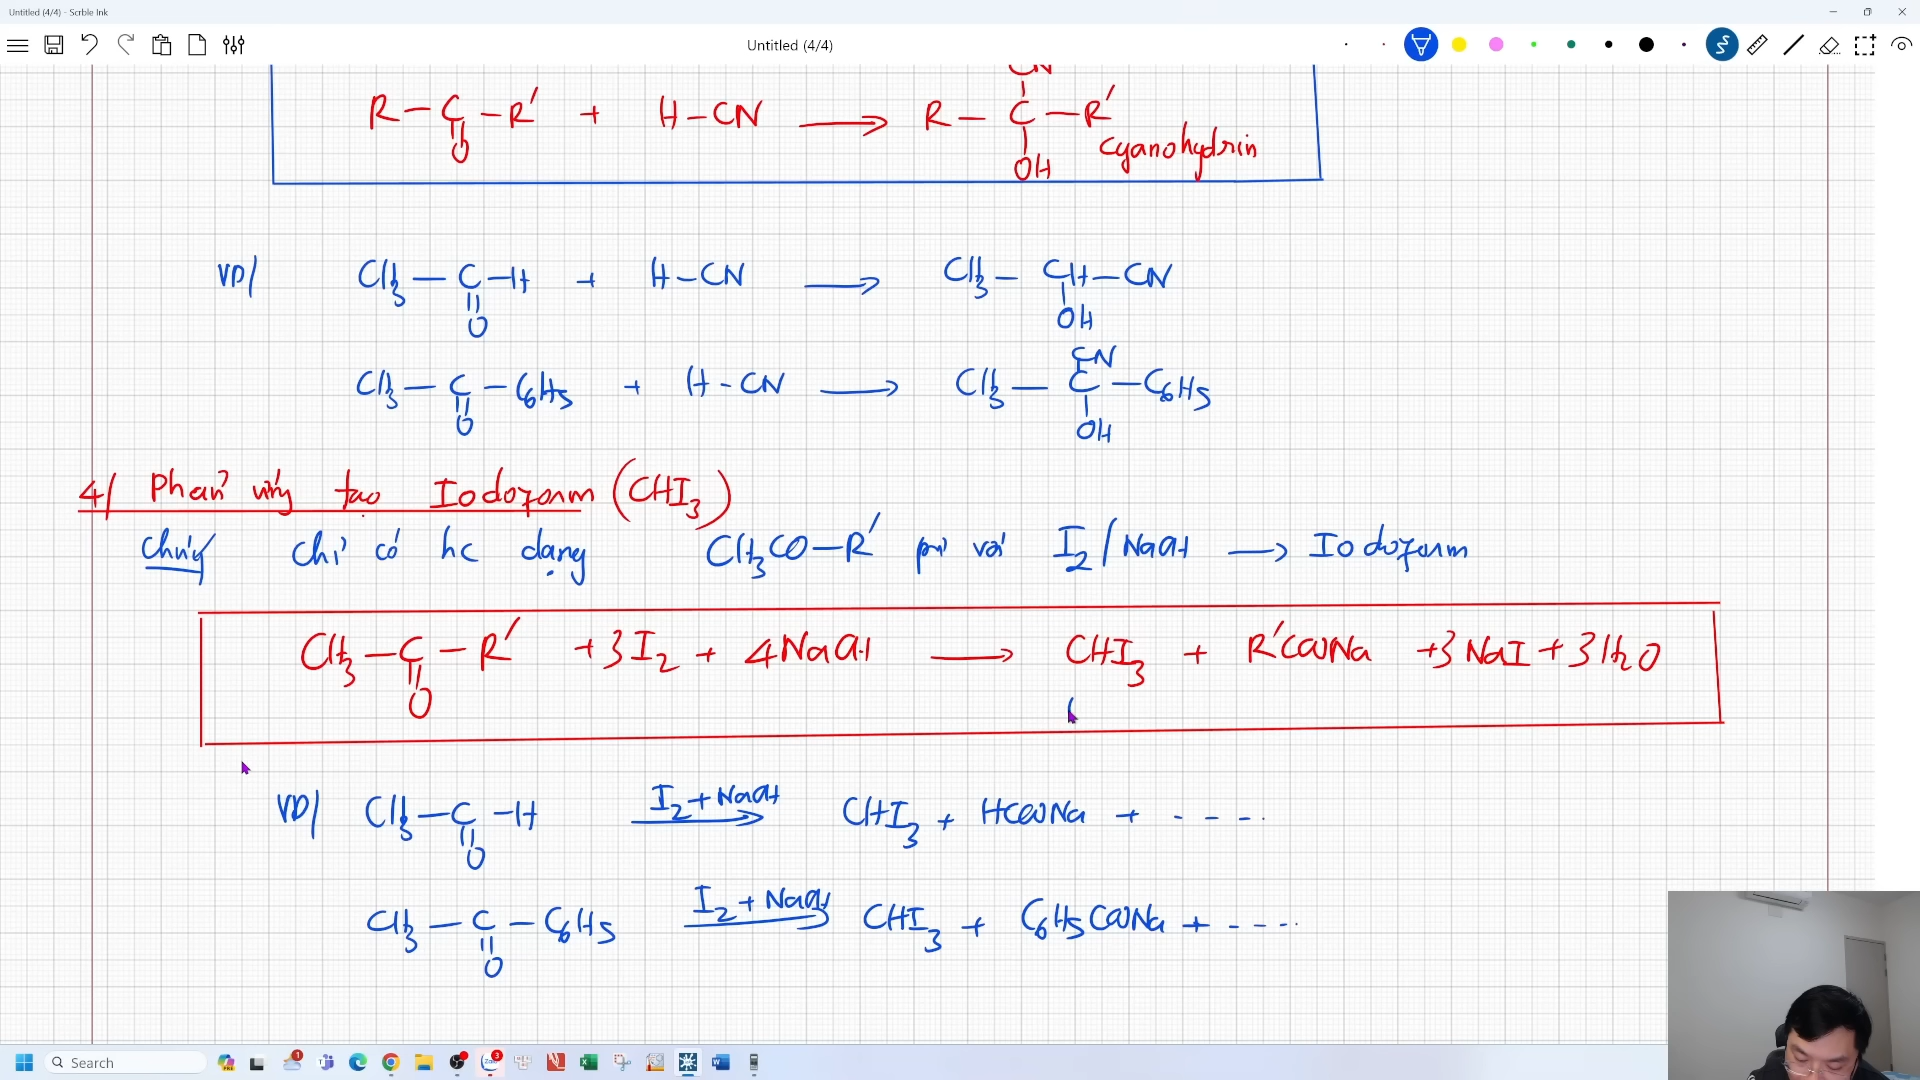 Untitled (4/4) - Scrble Ink
Untitled (4/4)
CN
R – C – R' + H – CN → R – C – R'
O OH cyanohydrin
VD/ CH3 – C – H + H – CN → CH3 – CH – CN
O OH
CN
CH3 – C – C6H5 + H – CN → CH3 – C – C6H5
O OH
4/ Phản ứng tạo Iodoform (CHI3)
Chú ý chỉ có hc dạng CH3CO – R' pư với I2/NaOH → Iodoform
CH3 – C – R' + 3I2 + 4NaOH → CHI3 + R'COONa + 3NaI + 3H2O
O
VD/ CH3 – C – H I2 + NaOH → CHI3 + HCOONa + ....
O
CH3 – C – C6H5 I2 + NaOH → CHI3 + C6H5COONa + ....
O
Search